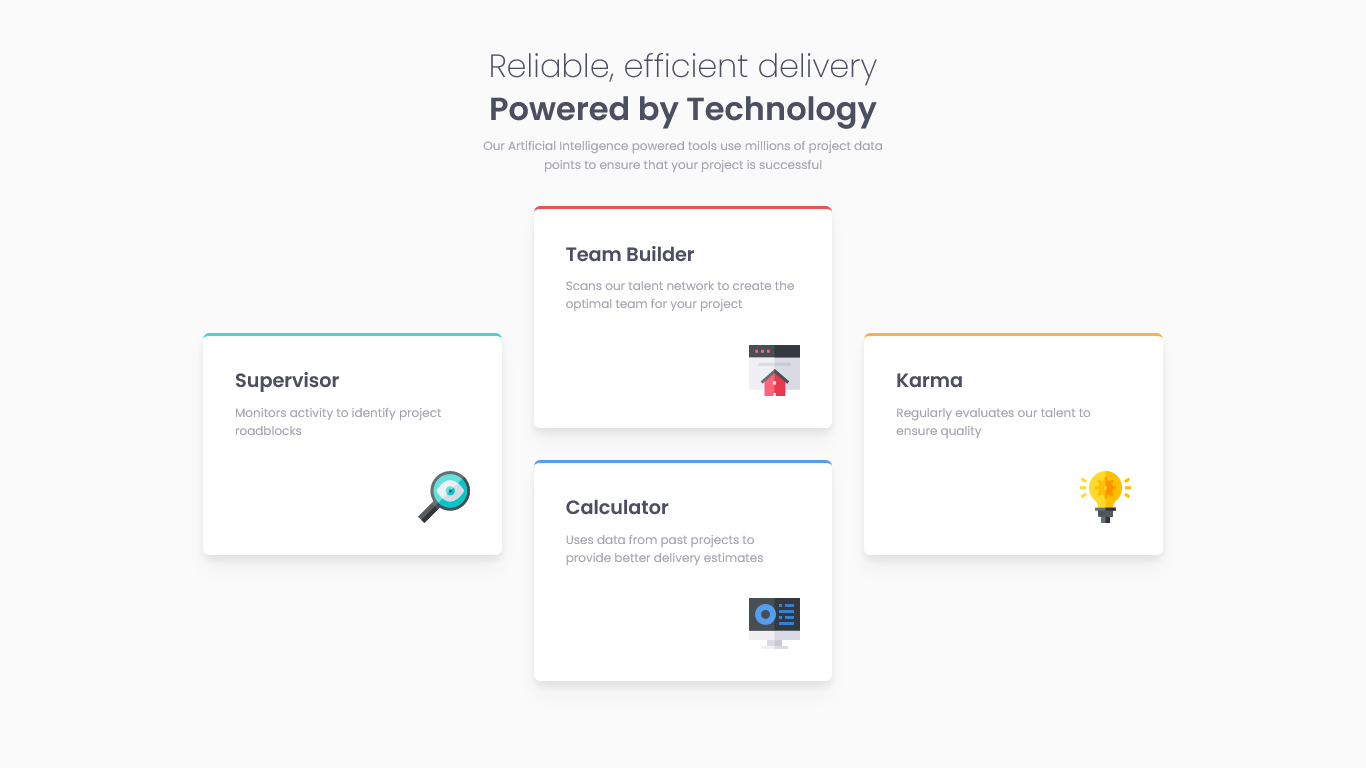 Reliable, efficient delivery
Powered by Technology
Our Artificial Intelligence powered tools use millions of project data
points to ensure that your project is successful
Supervisor
Monitors activity to identify project
roadblocks
Team Builder
Scans our talent network to create the
optimal team for your project
Calculator
Uses data from past projects to
provide better delivery estimates
Karma
Regularly evaluates our talent to
ensure quality